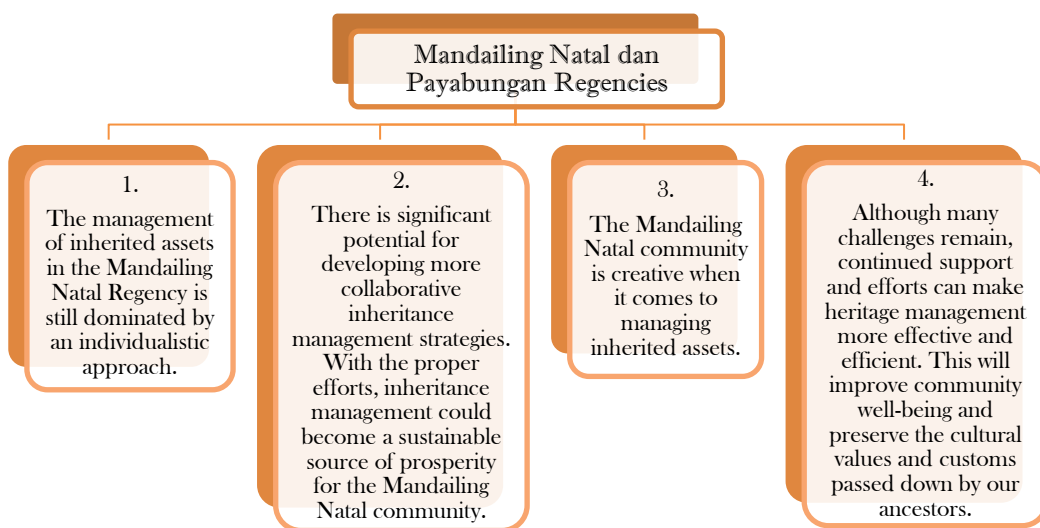 Mandailing Natal dan
Payabungan Regencies
1.
The management
of inherited assets
in the Mandailing
Natal Regency is
still dominated by
an individualistic
approach.
2.
There is significant
potential for
developing more
collaborative
inheritance
management strategies.
With the proper
efforts, inheritance
management could
become a sustainable
source of prosperity
for the Mandailing
Natal community.
3.
The Mandailing
Natal community
is creative when
it comes to
managing
inherited assets.
4.
Although many
challenges remain,
continued support
and efforts can make
heritage management
more effective and
efficient. This will
improve community
well-being and
preserve the cultural
values and customs
passed down by our
ancestors.